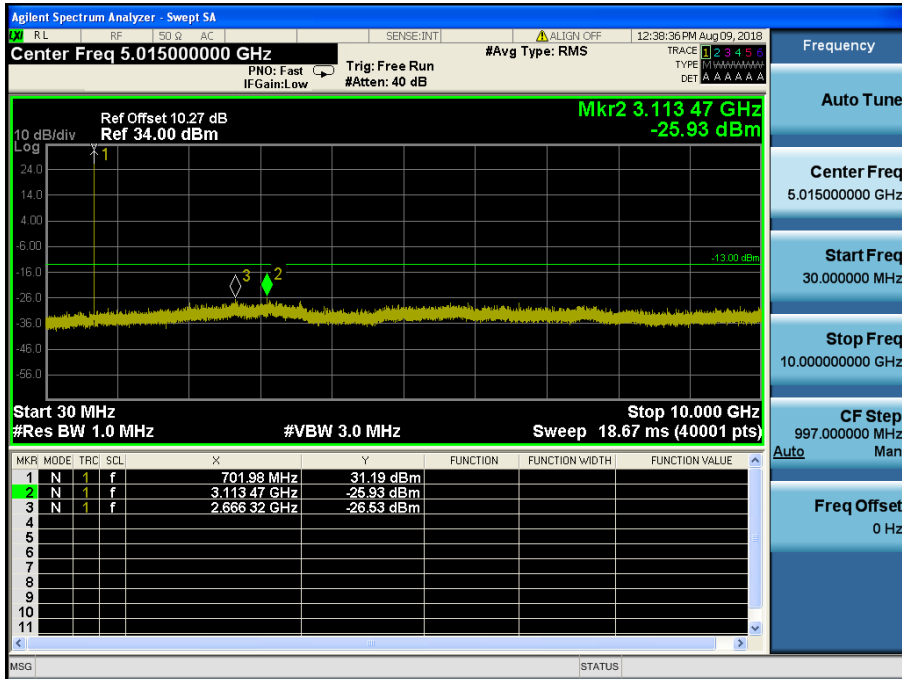 Agilent Spectrum Analyzer - Swept SA
LXI RL RF 50 Ω AC SENSE:INT ALIGN OFF 12:38:36 PM Aug 09, 2018
Center Freq 5.015000000 GHz
#Avg Type: RMS
TRACE 1 2 3 4 5 6
PNO: Fast Trig: Free Run
TYPE M WWWWW
IFGain:Low #Atten: 40 dB
DET A A A A A A
Mkr2 3.113 47 GHz
-25.93 dBm
Ref Offset 10.27 dB
10 dB/div Ref 34.00 dBm
Log
1
24.0
14.0
4.00
-6.00
-13.00 dBm
-16.0
3 2
-26.0
-36.0
-46.0
-56.0
Start 30 MHz Stop 10.000 GHz
#Res BW 1.0 MHz #VBW 3.0 MHz Sweep 18.67 ms (40001 pts)
MKR MODE TRC SCL X Y FUNCTION FUNCTION WIDTH FUNCTION VALUE
1 N 1 f 701.98 MHz 31.19 dBm
2 N 1 f 3.113 47 GHz -25.93 dBm
3 N 1 f 2.666 32 GHz -26.53 dBm
4
5
6
7
8
9
10
11
MSG STATUS
Frequency
Auto Tune
Center Freq
5.015000000 GHz
Start Freq
30.000000 MHz
Stop Freq
10.000000000 GHz
CF Step
997.000000 MHz
Auto Man
Freq Offset
0 Hz